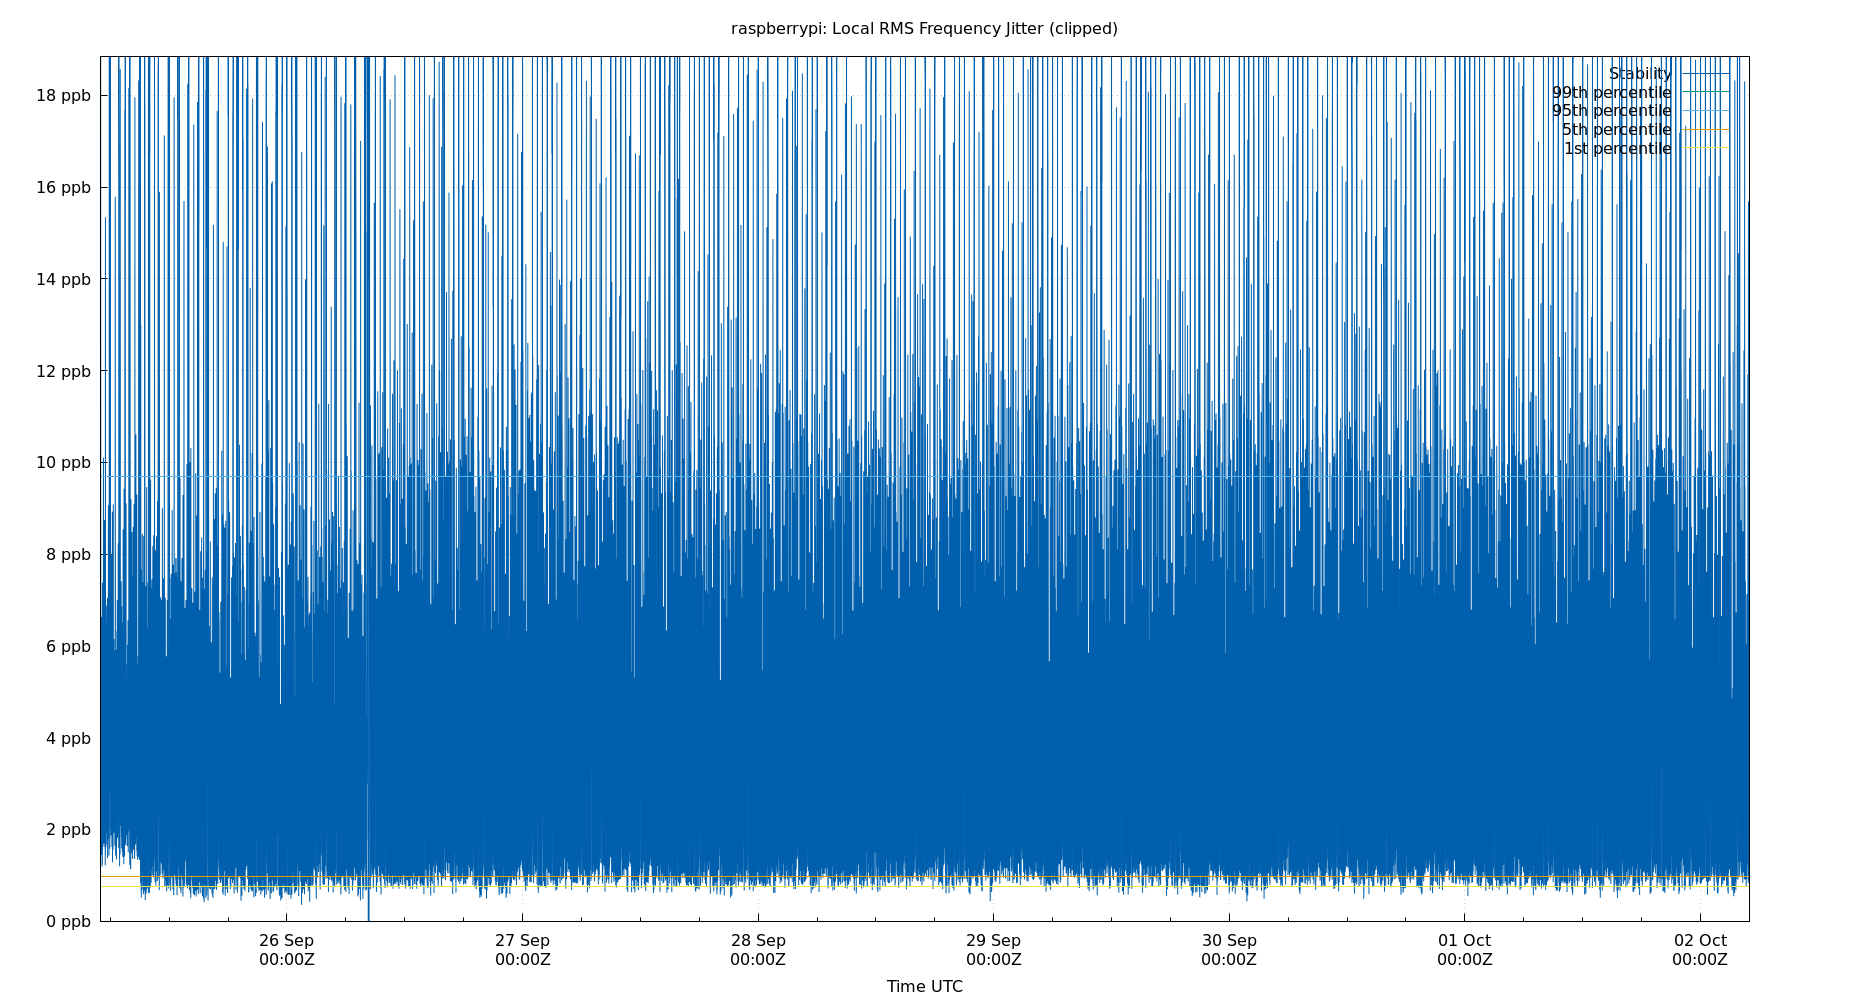 raspberrypi: Local RMS Frequency Jitter (clipped)
18 ppb
16 ppb
14 ppb
12 ppb
10 ppb
8 ppb
6 ppb
4 ppb
2 ppb
0 ppb
Stability
99th percentile
95th percentile
5th percentile
1st percentile
26 Sep
00:00Z
27 Sep
00:00Z
28 Sep
00:00Z
29 Sep
00:00Z
30 Sep
00:00Z
01 Oct
00:00Z
02 Oct
00:00Z
Time UTC